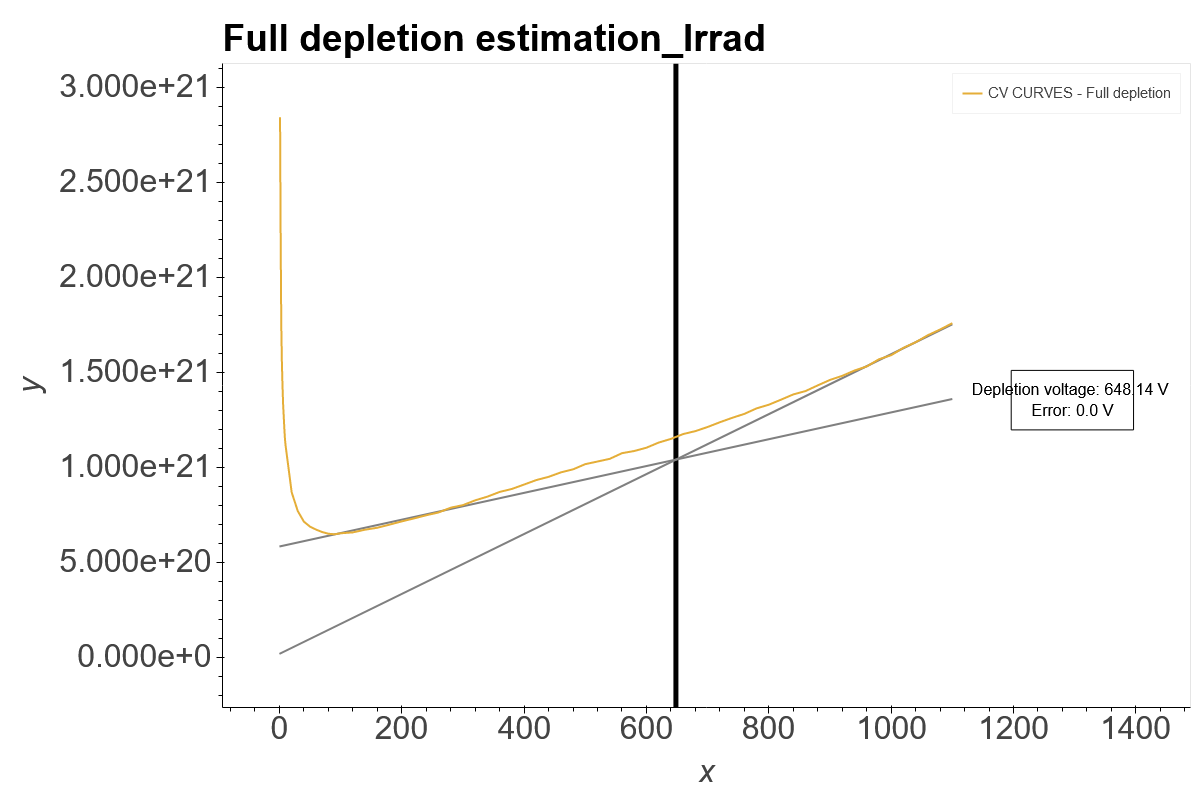 Full depletion estimation_Irrad
CV CURVES - Full depletion
3.000e+21
2.500e+21
2.000e+21
1.500e+21
1.000e+21
5.000e+20
0.000e+0
y
Depletion voltage: 648.14 V
Error: 0.0 V
0 200 400 600 800 1000 1200 1400
x